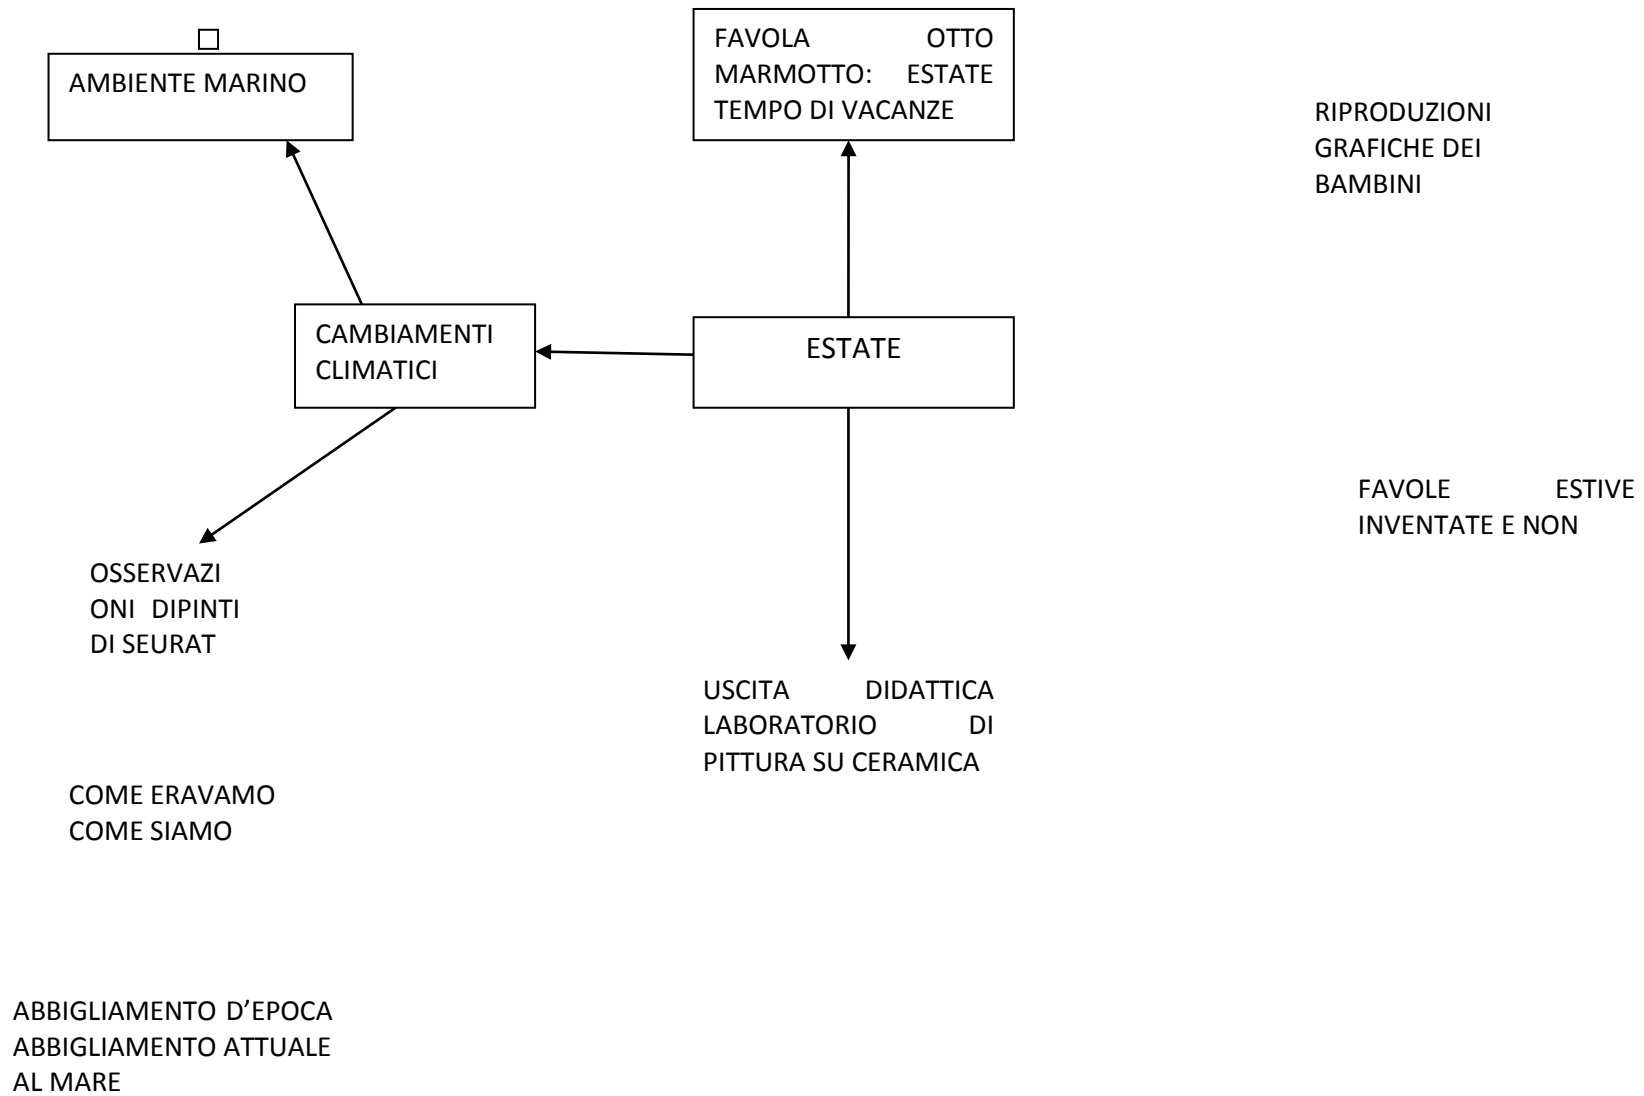 AMBIENTE MARINO
FAVOLA OTTO
MARMOTTO: ESTATE
TEMPO DI VACANZE
RIPRODUZIONI
GRAFICHE DEI
BAMBINI
CAMBIAMENTI
CLIMATICI
ESTATE
FAVOLE ESTIVE
INVENTATE E NON
OSSERVAZI
ONI DIPINTI
DI SEURAT
USCITA DIDATTICA
LABORATORIO DI
PITTURA SU CERAMICA
COME ERAVAMO
COME SIAMO
ABBIGLIAMENTO D’EPOCA
ABBIGLIAMENTO ATTUALE
AL MARE